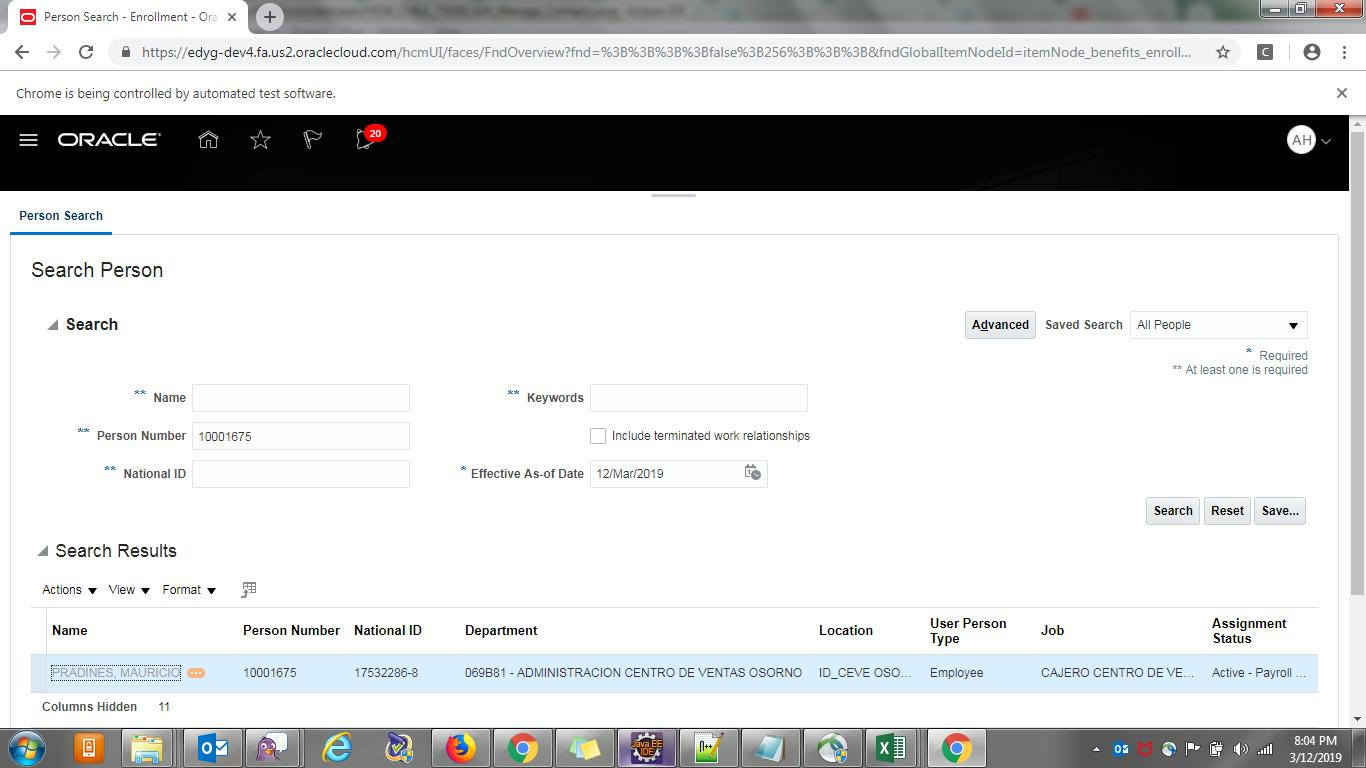 Person Search - Enrollment - Ora
https://edyg-dev4.fa.us2.oraclecloud.com/hcmUI/faces/FndOverview?fnd=%3B%3B%3B%3Bfalse%3B256%3B%3B%3B&fndGlobalItemNodeId=itemNode_benefits_enroll...
C
Chrome is being controlled by automated test software.
ORACLE
20
AH
Person Search
Search Person
Search
Advanced Saved Search All People
* Required
** At least one is required
** Name
** Keywords
** Person Number 10001675
Include terminated work relationships
** National ID
* Effective As-of Date 12/Mar/2019
Search Reset Save...
Search Results
Actions View Format
Name Person Number National ID Department Location User Person Type Job Assignment Status
PRADINES, MAURICIO 10001675 17532286-8 069B81 - ADMINISTRACION CENTRO DE VENTAS OSORNO ID_CEVE OSO... Employee CAJERO CENTRO DE VE... Active - Payroll ...
Columns Hidden 11
Java EE
IDE
8:04 PM
3/12/2019